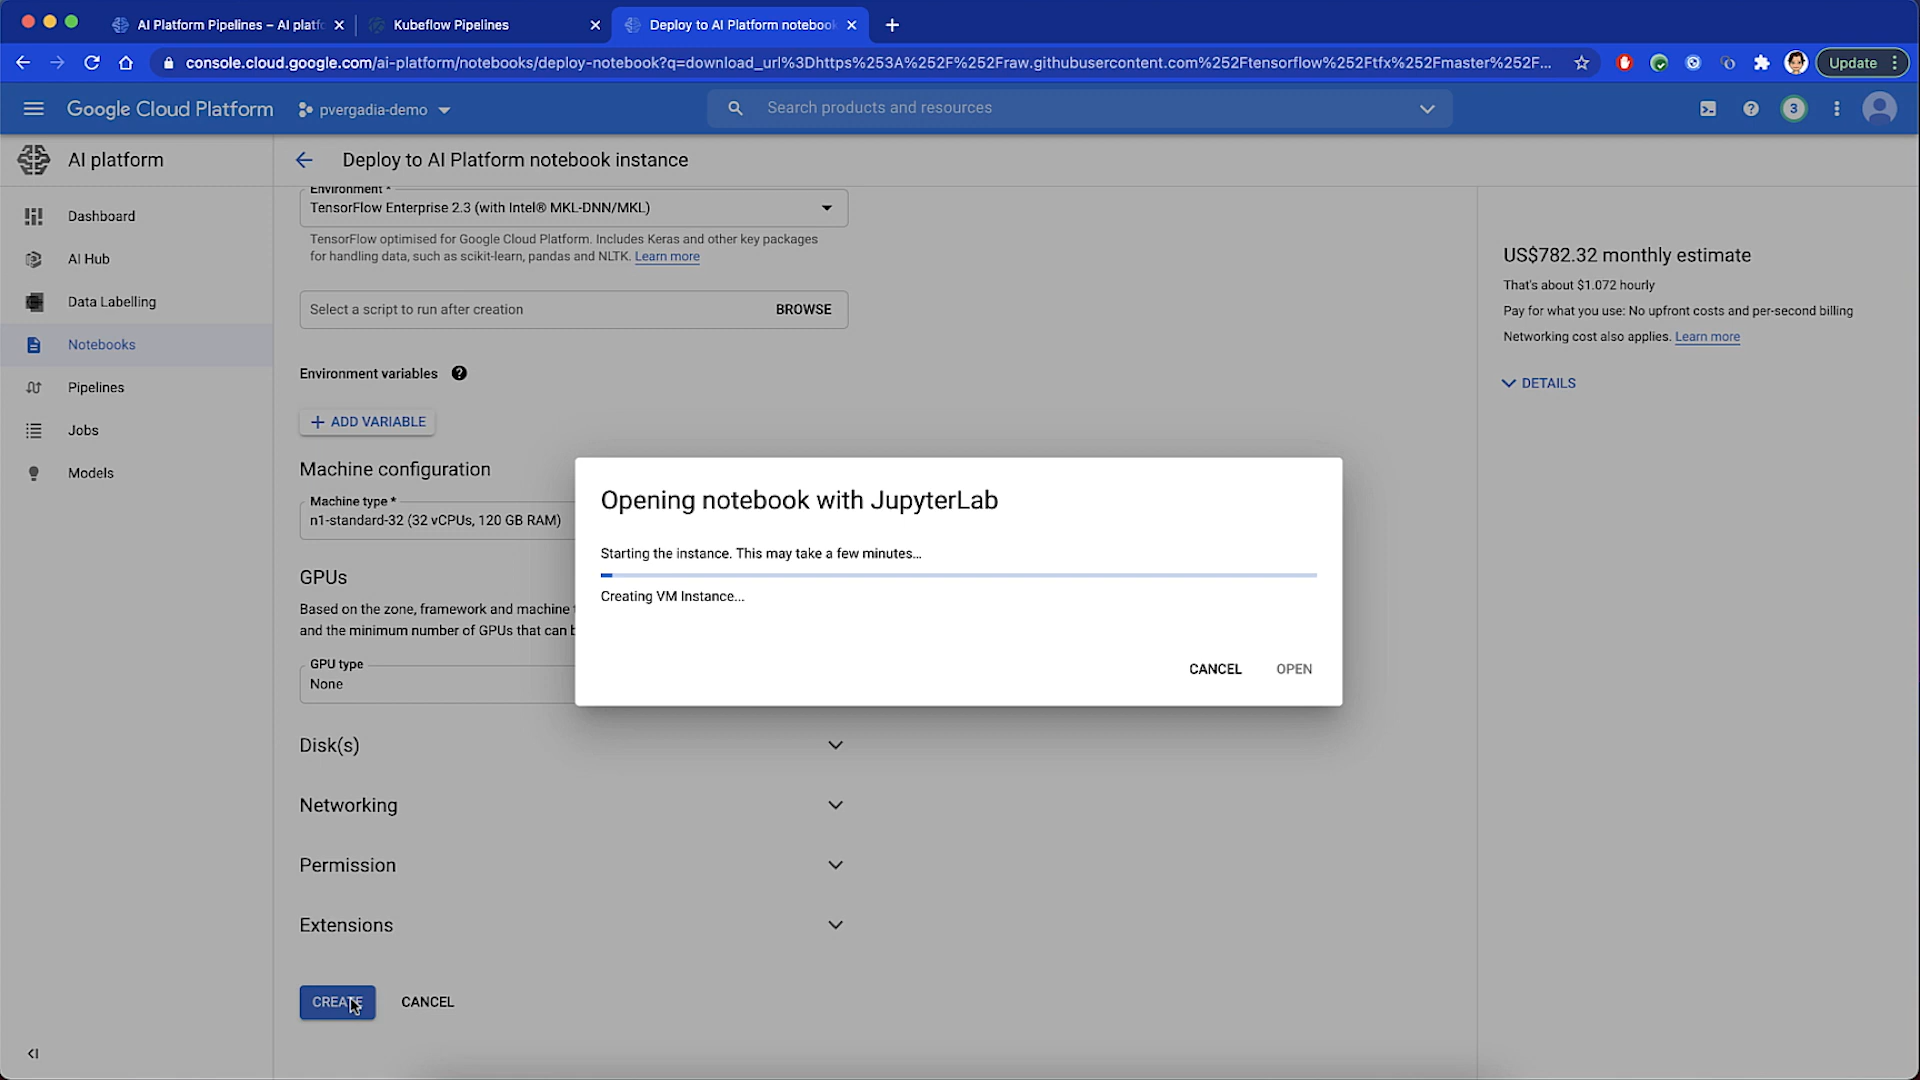 AI Platform Pipelines – AI platf
Kubeflow Pipelines
Deploy to AI Platform notebook
console.cloud.google.com/ai-platform/notebooks/deploy-notebook?q=download_url%3Dhttps%253A%252F%252Fraw.githubusercontent.com%252Ftensorflow%252Ftfx%252Fmaster%252F...
Update
Google Cloud Platform
pvergadia-demo
Search products and resources
3
AI platform
Deploy to AI Platform notebook instance
Dashboard
AI Hub
Data Labelling
Notebooks
Pipelines
Jobs
Models
Environment *
TensorFlow Enterprise 2.3 (with Intel® MKL-DNN/MKL)
TensorFlow optimised for Google Cloud Platform. Includes Keras and other key packages
for handling data, such as scikit-learn, pandas and NLTK. Learn more
Select a script to run after creation BROWSE
Environment variables
ADD VARIABLE
Machine configuration
Machine type *
n1-standard-32 (32 vCPUs, 120 GB RAM)
GPUs
Based on the zone, framework and machine
and the minimum number of GPUs that can
GPU type
None
Disk(s)
Networking
Permission
Extensions
CREATE CANCEL
Opening notebook with JupyterLab
Starting the instance. This may take a few minutes...
Creating VM Instance...
CANCEL OPEN
US$782.32 monthly estimate
That's about $1.072 hourly
Pay for what you use: No upfront costs and per-second billing
Networking cost also applies. Learn more
DETAILS